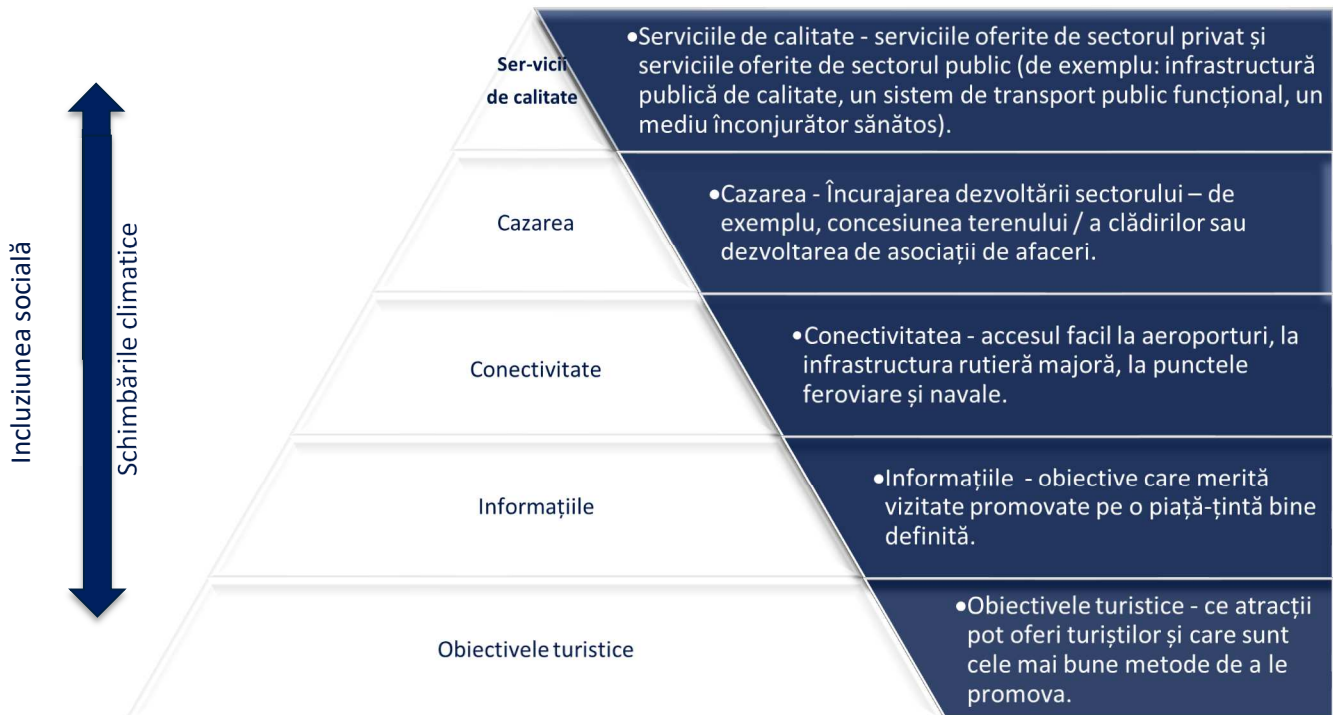 Incluziunea socială
Schimbările climatice
Ser-vicii
de calitate
•Serviciile de calitate - serviciile oferite de sectorul privat și
serviciile oferite de sectorul public (de exemplu: infrastructură
publică de calitate, un sistem de transport public funcțional, un
mediu înconjurător sănătos).
Cazarea
•Cazarea - Încurajarea dezvoltării sectorului – de
exemplu, concesiunea terenului / a clădirilor sau
dezvoltarea de asociații de afaceri.
Conectivitate
•Conectivitatea - accesul facil la aeroporturi, la
infrastructura rutieră majoră, la punctele
feroviare și navale.
Informațiile
•Informațiile - obiective care merită
vizitate promovate pe o piață-țintă bine
definită.
Obiectivele turistice
•Obiectivele turistice - ce atracții
pot oferi turiștilor și care sunt
cele mai bune metode de a le
promova.